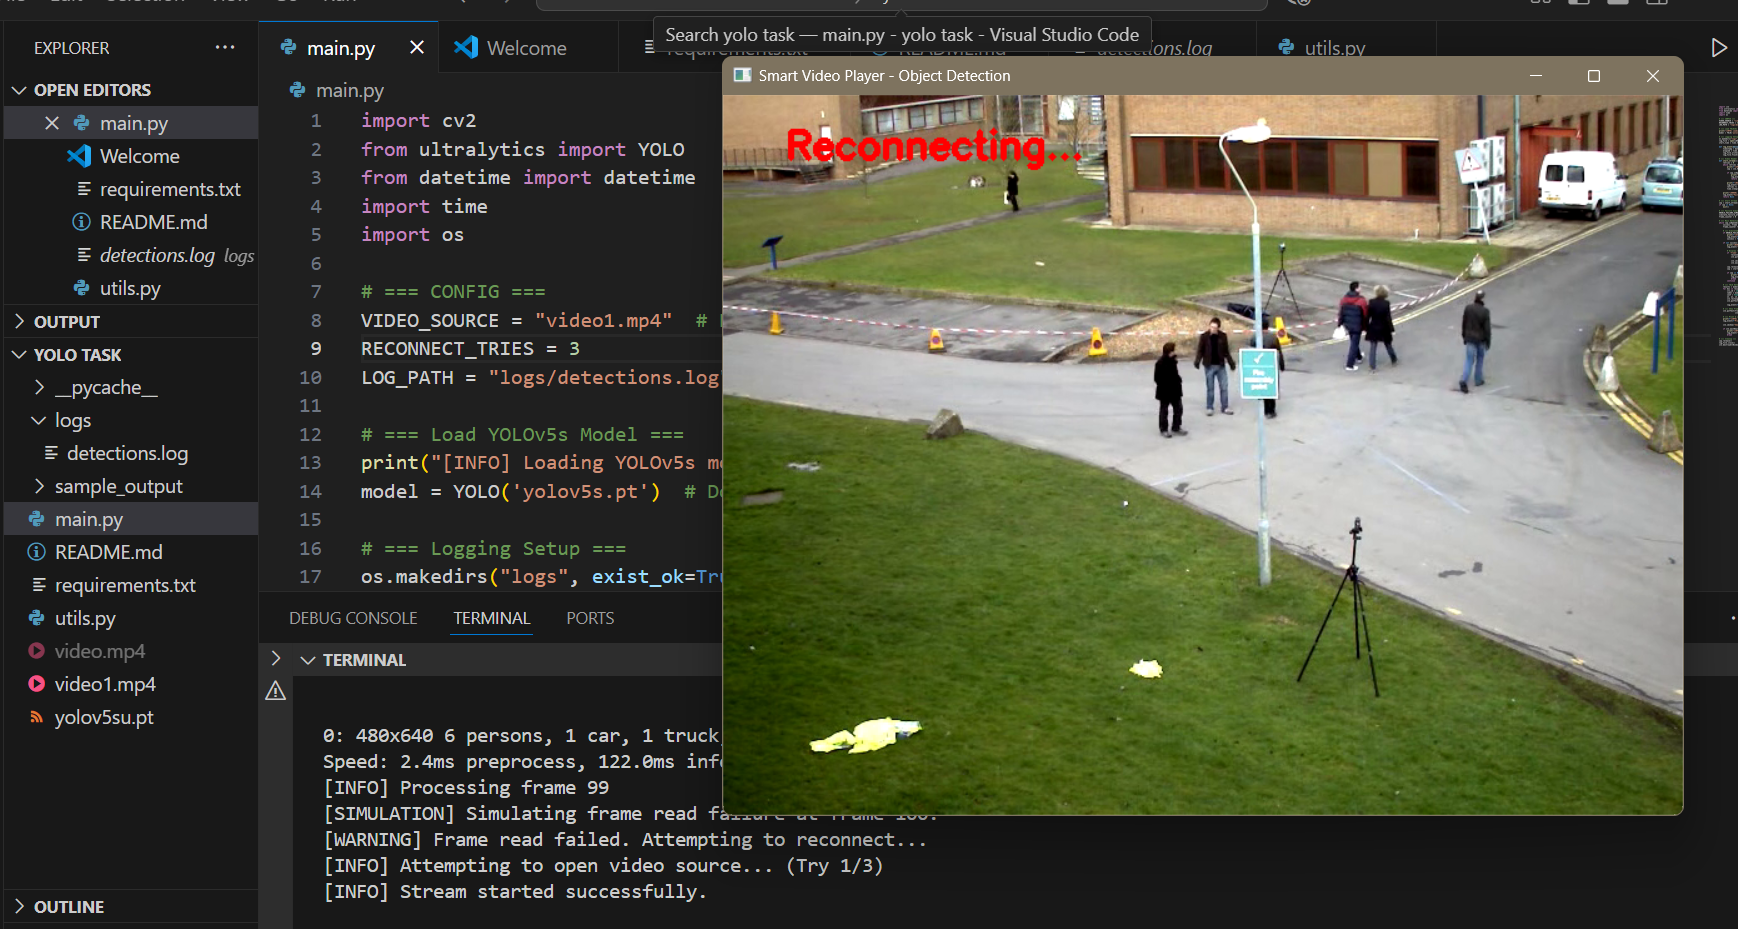 Search yolo task — main.py - yolo task - Visual Studio Code
EXPLORER
main.py
Welcome
detections.log
utils.py
OPEN EDITORS
main.py
Welcome
requirements.txt
README.md
detections.log logs
utils.py
OUTPUT
YOLO TASK
__pycache__
logs
detections.log
sample_output
main.py
README.md
requirements.txt
utils.py
video.mp4
video1.mp4
yolov5su.pt
OUTLINE
main.py
1 import cv2
2 from ultralytics import YOLO
3 from datetime import datetime
4 import time
5 import os
6
7 # === CONFIG ===
8 VIDEO_SOURCE = "video1.mp4" #
9 RECONNECT_TRIES = 3
10 LOG_PATH = "logs/detections.log
11
12 # === Load YOLOv5s Model ===
13 print("[INFO] Loading YOLOv5s
14 model = YOLO('yolov5s.pt') #
15
16 # === Logging Setup ===
17 os.makedirs("logs", exist_ok=Tru
DEBUG CONSOLE TERMINAL PORTS
TERMINAL
0: 480x640 6 persons, 1 car, 1 truck,
Speed: 2.4ms preprocess, 122.0ms
[INFO] Processing frame 99
[SIMULATION] Simulating frame read failure at frame 100.
[WARNING] Frame read failed. Attempting to reconnect...
[INFO] Attempting to open video source... (Try 1/3)
[INFO] Stream started successfully.
Smart Video Player - Object Detection
Reconnecting...